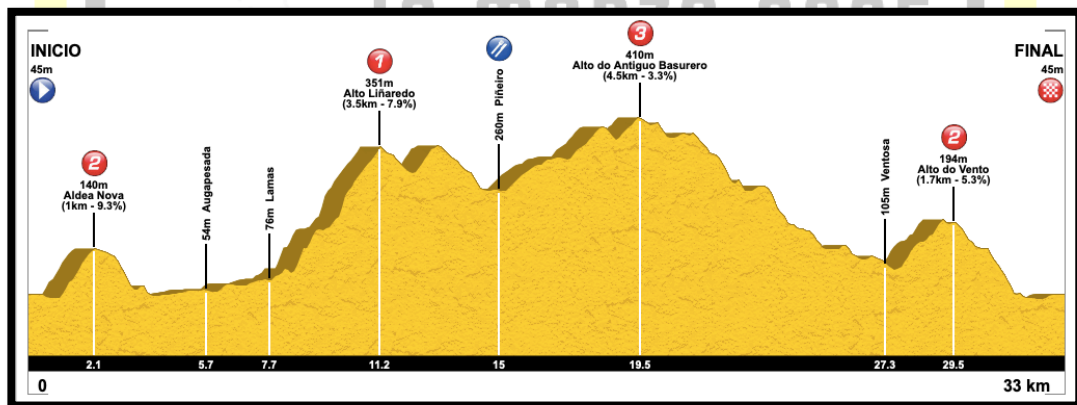 INICIO
45m
2
140m
Aldea Nova
(1km - 9.3%)
54m Augapesada
76m Lamas
1
351m
Alto Liñaredo
(3.5km - 7.9%)
260m Piñeiro
3
410m
Alto do Antiguo Basurero
(4.5km - 3.3%)
105m Ventosa
2
194m
Alto do Vento
(1.7km - 5.3%)
FINAL
45m
2.1
5.7
7.7
11.2
15
19.5
27.3
29.5
0
33 km